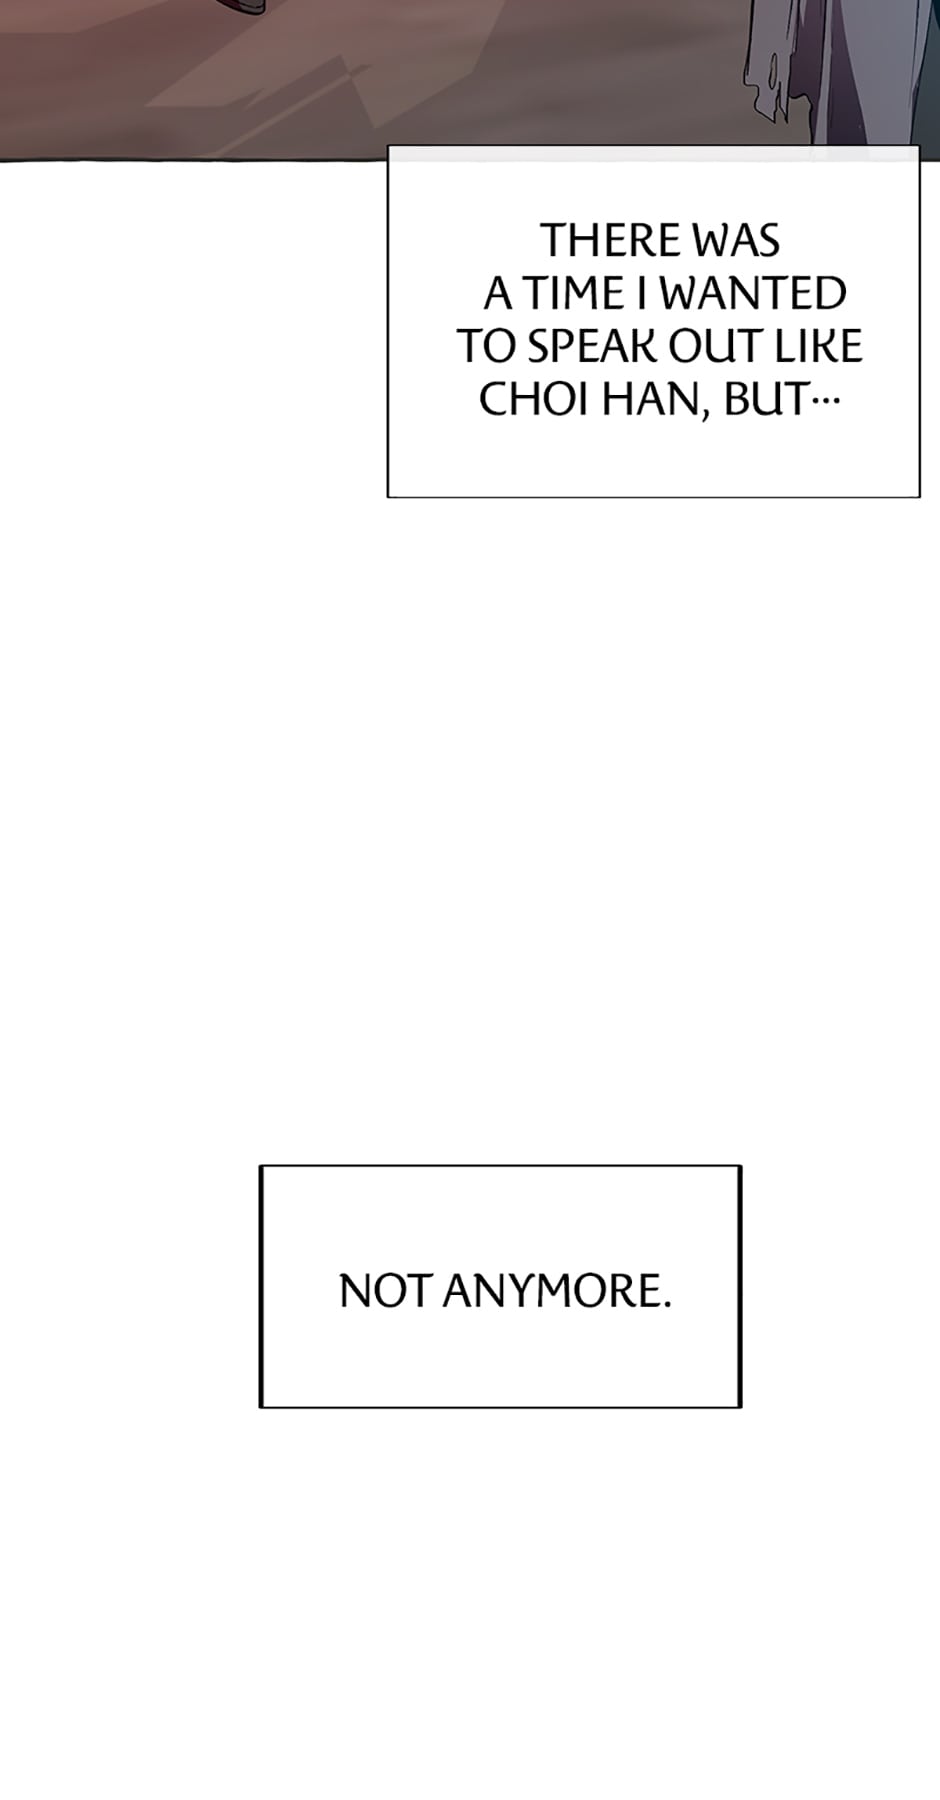 THERE WAS
A TIME I WANTED
TO SPEAK OUT LIKE
CHOI HAN, BUT⋯
NOT ANYMORE.